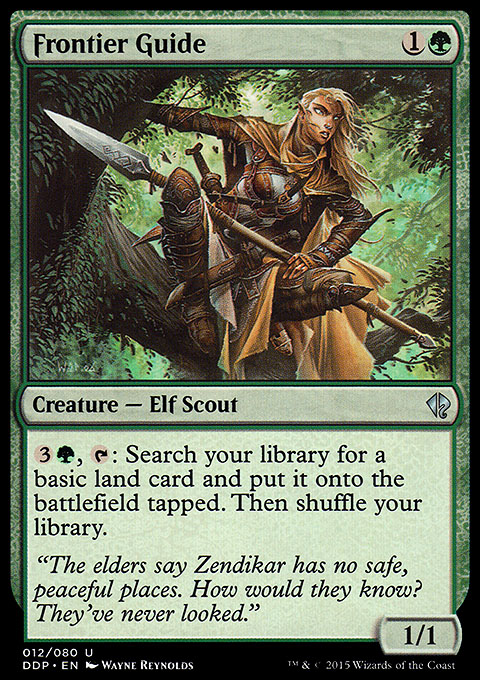 Frontier Guide 1
Creature — Elf Scout
3, : Search your library for a
basic land card and put it onto the
battlefield tapped. Then shuffle your
library.
“The elders say Zendikar has no safe,
peaceful places. How would they know?
They’ve never looked.”
1/1
012/080 U
DDP • EN Wayne Reynolds
™ & © 2015 Wizards of the Coast